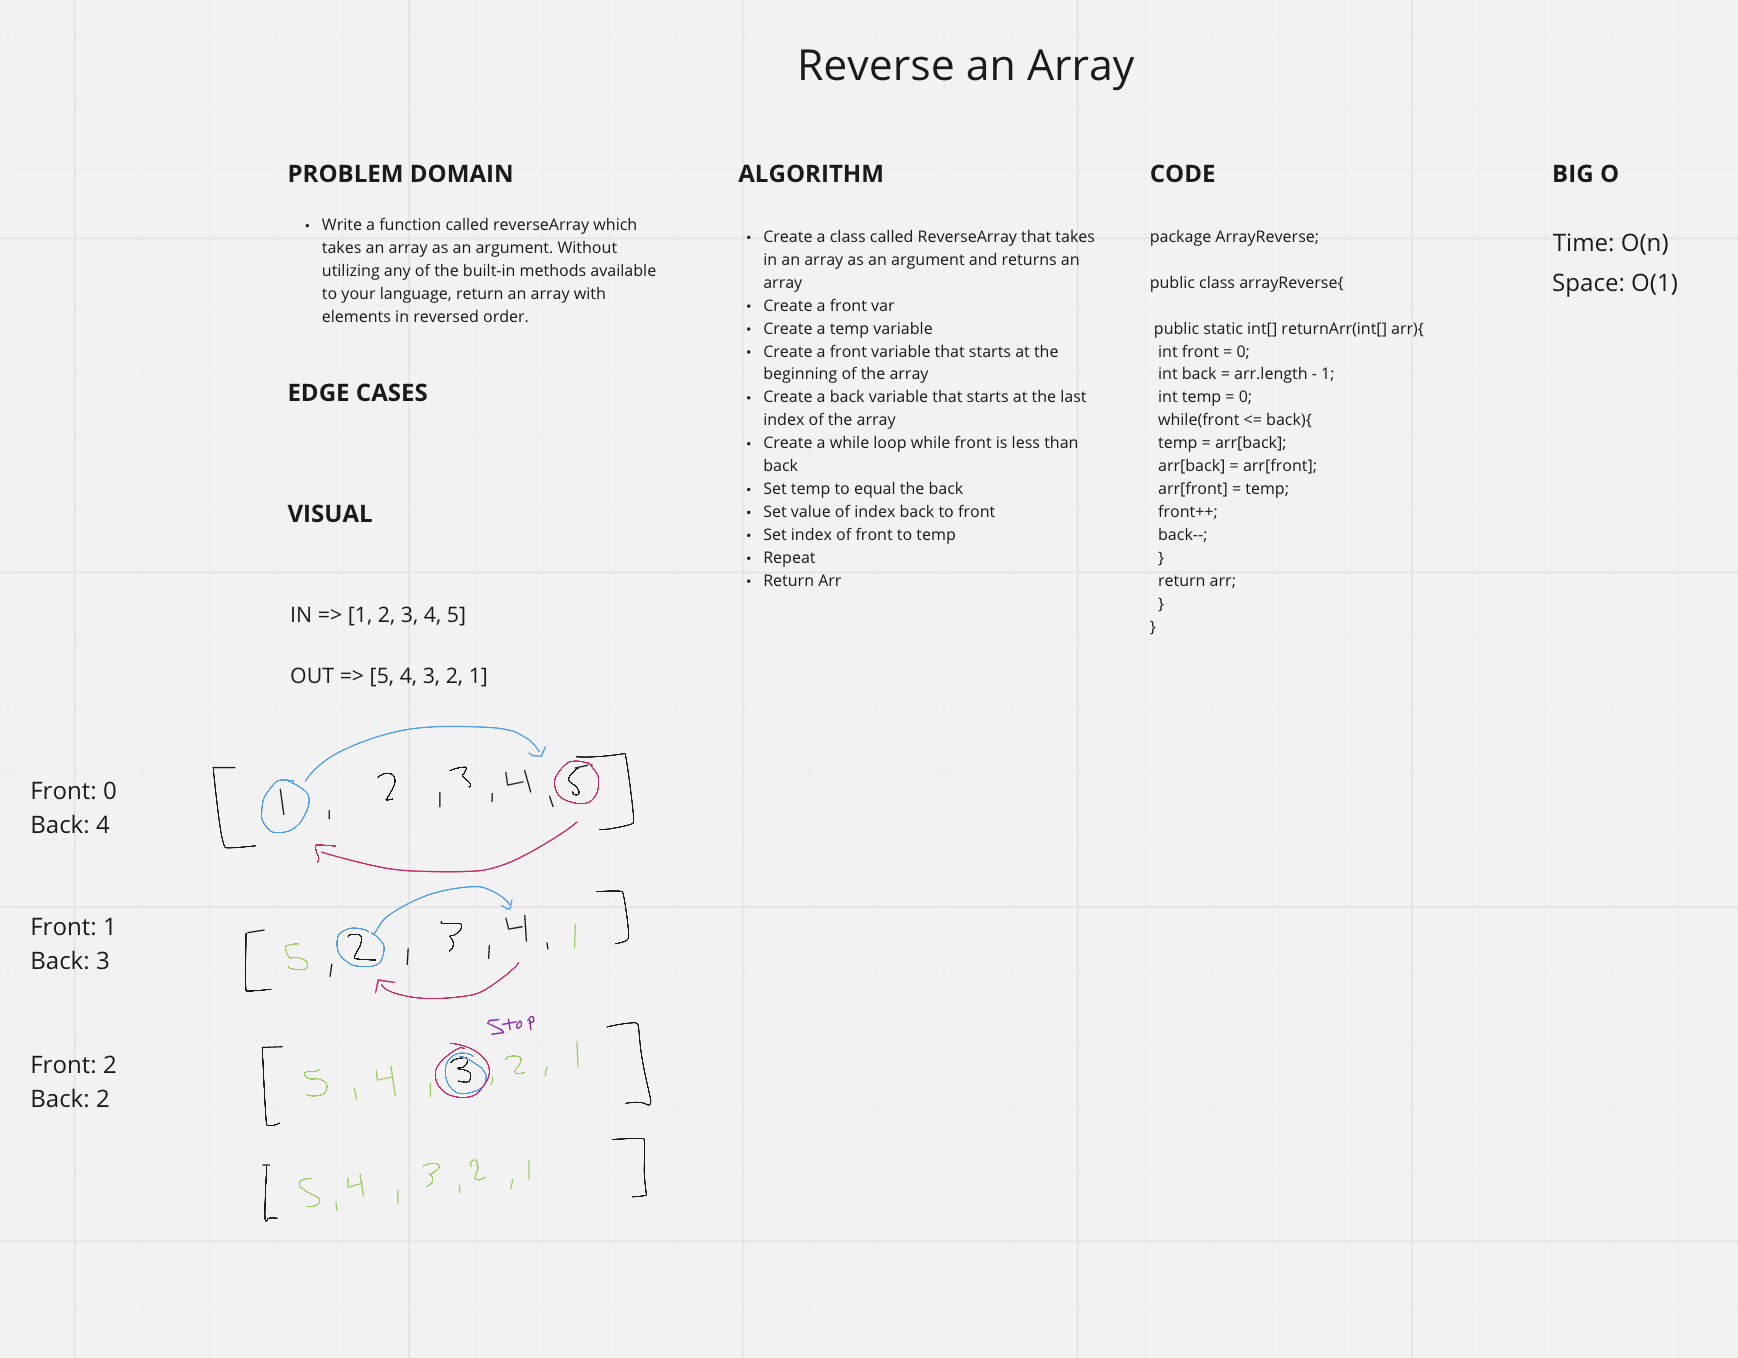 Reverse an Array
PROBLEM DOMAIN
• Write a function called reverseArray which
takes an array as an argument. Without
utilizing any of the built-in methods available
to your language, return an array with
elements in reversed order.
EDGE CASES
VISUAL
IN => [1, 2, 3, 4, 5]
OUT => [5, 4, 3, 2, 1]
Front: 0
Back: 4
[ 1 , 2 , 3 , 4 , 5 ]
Front: 1
Back: 3
[ 5 , 2 , 3 , 4 , 1 ]
Stop
Front: 2
Back: 2
[ 5 , 4 , 3 , 2 , 1 ]
[ 5 , 4 , 3 , 2 , 1 ]
ALGORITHM
• Create a class called ReverseArray that takes
in an array as an argument and returns an
array
• Create a front var
• Create a temp variable
• Create a front variable that starts at the
beginning of the array
• Create a back variable that starts at the last
index of the array
• Create a while loop while front is less than
back
• Set temp to equal the back
• Set value of index back to front
• Set index of front to temp
• Repeat
• Return Arr
CODE
package ArrayReverse;
public class arrayReverse{
public static int[] returnArr(int[] arr){
int front = 0;
int back = arr.length - 1;
int temp = 0;
while(front <= back){
temp = arr[back];
arr[back] = arr[front];
arr[front] = temp;
front++;
back--;
}
return arr;
}
}
BIG O
Time: O(n)
Space: O(1)